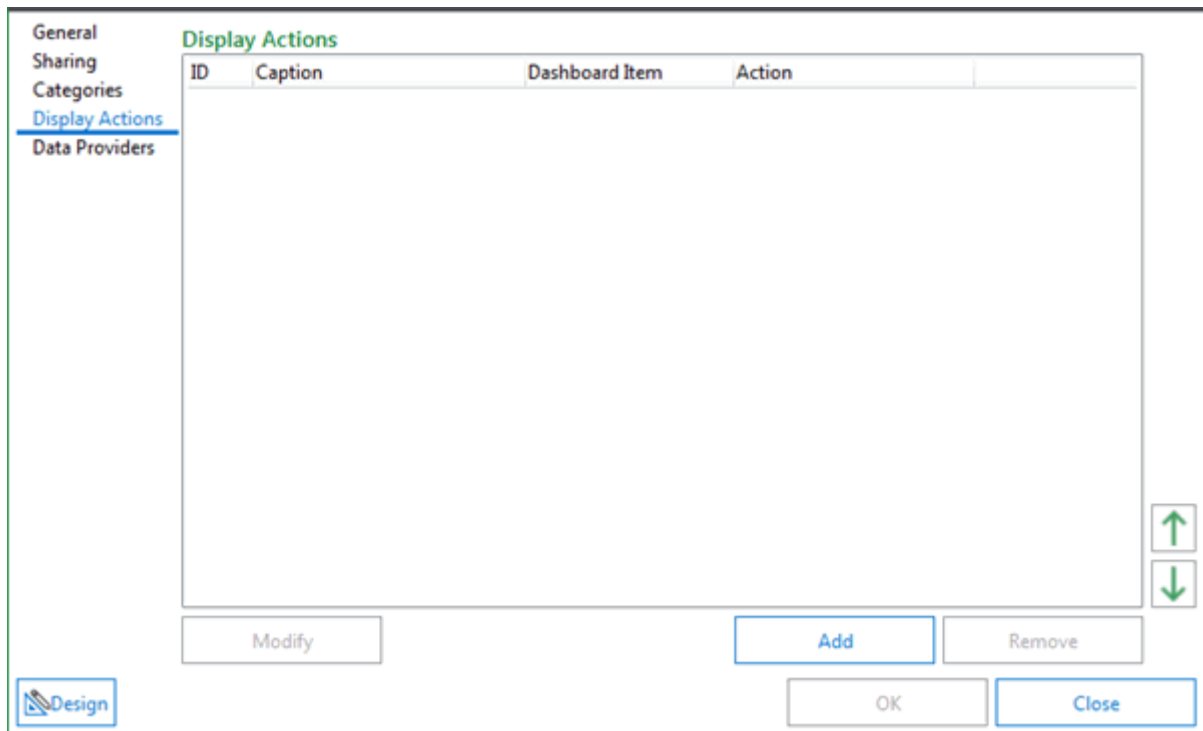 General
Sharing
Categories
Display Actions
Data Providers
Display Actions
ID Caption Dashboard Item Action
Modify Add Remove
Design OK Close